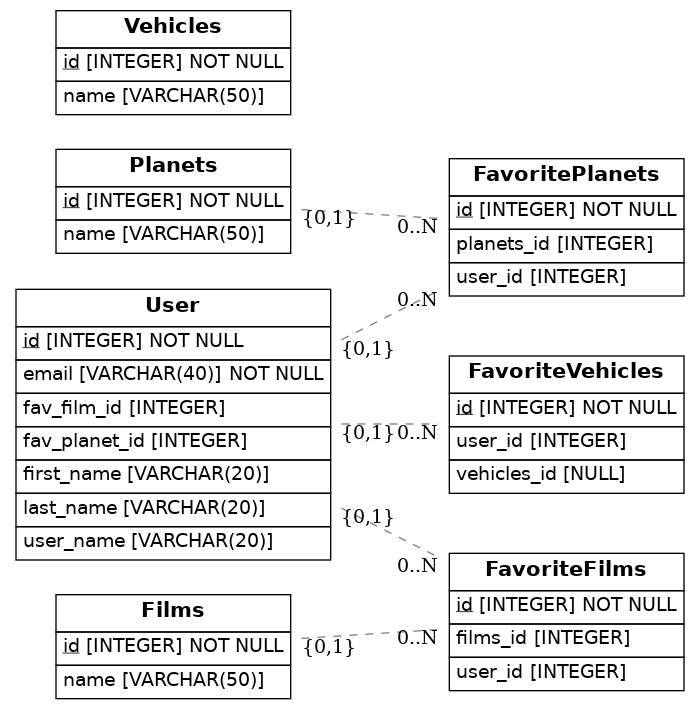 Vehicles
id [INTEGER] NOT NULL
name [VARCHAR(50)]
Planets
id [INTEGER] NOT NULL
name [VARCHAR(50)]
{0,1}
0..N
FavoritePlanets
id [INTEGER] NOT NULL
planets_id [INTEGER]
user_id [INTEGER]
User
id [INTEGER] NOT NULL
email [VARCHAR(40)] NOT NULL
fav_film_id [INTEGER]
fav_planet_id [INTEGER]
first_name [VARCHAR(20)]
last_name [VARCHAR(20)]
user_name [VARCHAR(20)]
0..N
{0,1}
{0,1}
0..N
{0,1}
0..N
FavoriteVehicles
id [INTEGER] NOT NULL
user_id [INTEGER]
vehicles_id [NULL]
Films
id [INTEGER] NOT NULL
name [VARCHAR(50)]
{0,1}
0..N
FavoriteFilms
id [INTEGER] NOT NULL
films_id [INTEGER]
user_id [INTEGER]